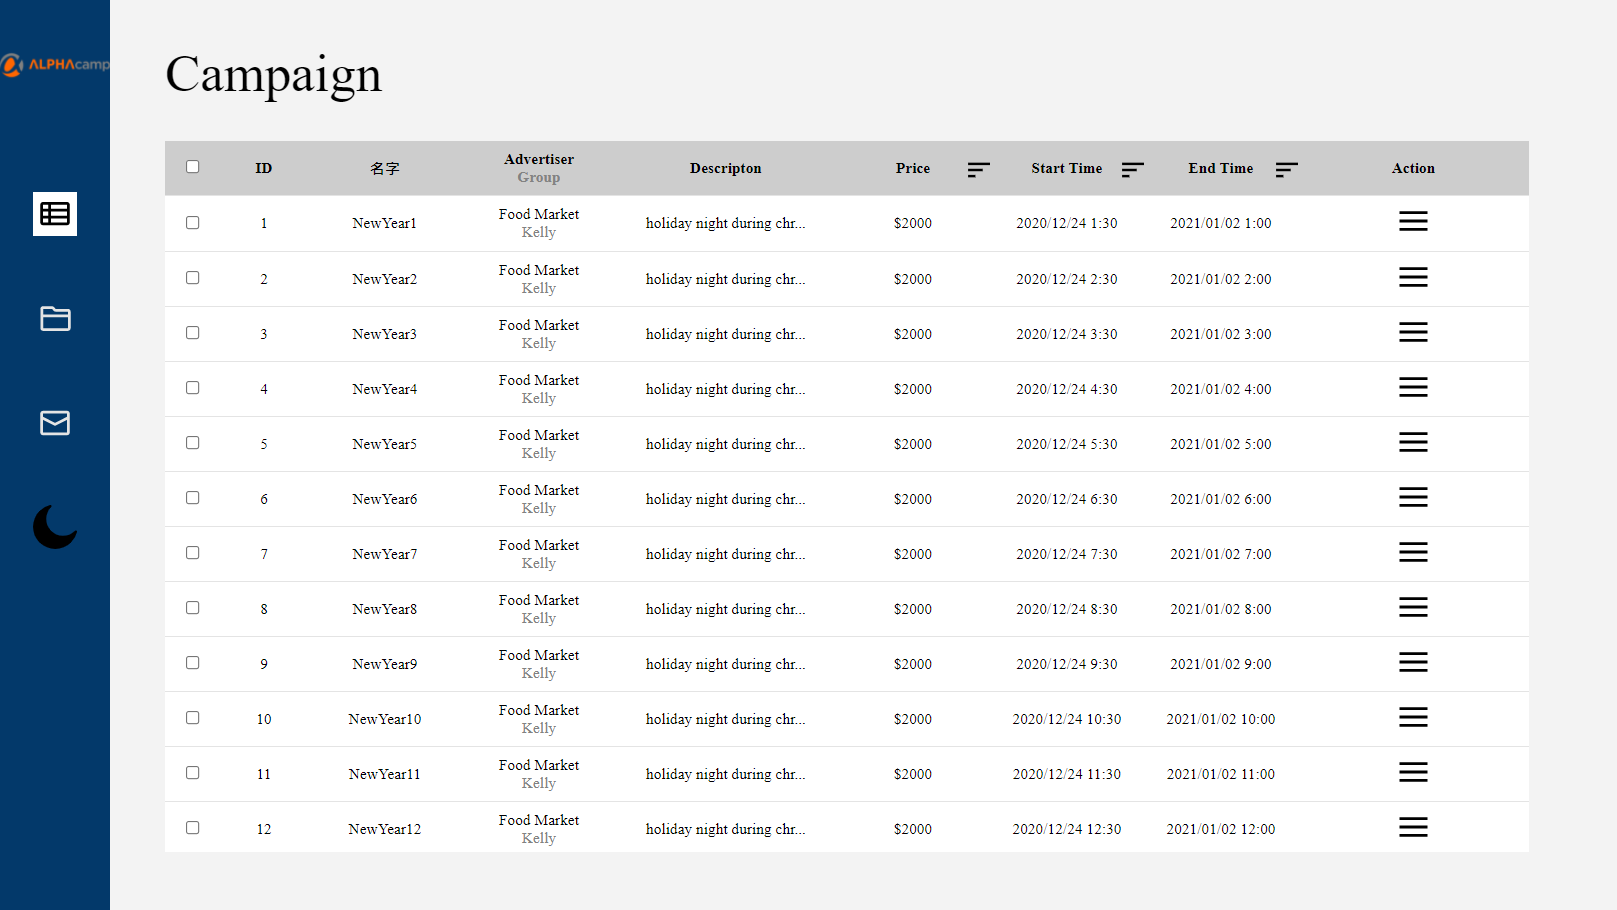 ALPHAcamp
Campaign
ID 名字 Advertiser Descripton Price Start Time End Time Action
Group
1 NewYear1 Food Market holiday night during chr... $2000 2020/12/24 1:30 2021/01/02 1:00
Kelly
2 NewYear2 Food Market holiday night during chr... $2000 2020/12/24 2:30 2021/01/02 2:00
Kelly
3 NewYear3 Food Market holiday night during chr... $2000 2020/12/24 3:30 2021/01/02 3:00
Kelly
4 NewYear4 Food Market holiday night during chr... $2000 2020/12/24 4:30 2021/01/02 4:00
Kelly
5 NewYear5 Food Market holiday night during chr... $2000 2020/12/24 5:30 2021/01/02 5:00
Kelly
6 NewYear6 Food Market holiday night during chr... $2000 2020/12/24 6:30 2021/01/02 6:00
Kelly
7 NewYear7 Food Market holiday night during chr... $2000 2020/12/24 7:30 2021/01/02 7:00
Kelly
8 NewYear8 Food Market holiday night during chr... $2000 2020/12/24 8:30 2021/01/02 8:00
Kelly
9 NewYear9 Food Market holiday night during chr... $2000 2020/12/24 9:30 2021/01/02 9:00
Kelly
10 NewYear10 Food Market holiday night during chr... $2000 2020/12/24 10:30 2021/01/02 10:00
Kelly
11 NewYear11 Food Market holiday night during chr... $2000 2020/12/24 11:30 2021/01/02 11:00
Kelly
12 NewYear12 Food Market holiday night during chr... $2000 2020/12/24 12:30 2021/01/02 12:00
Kelly